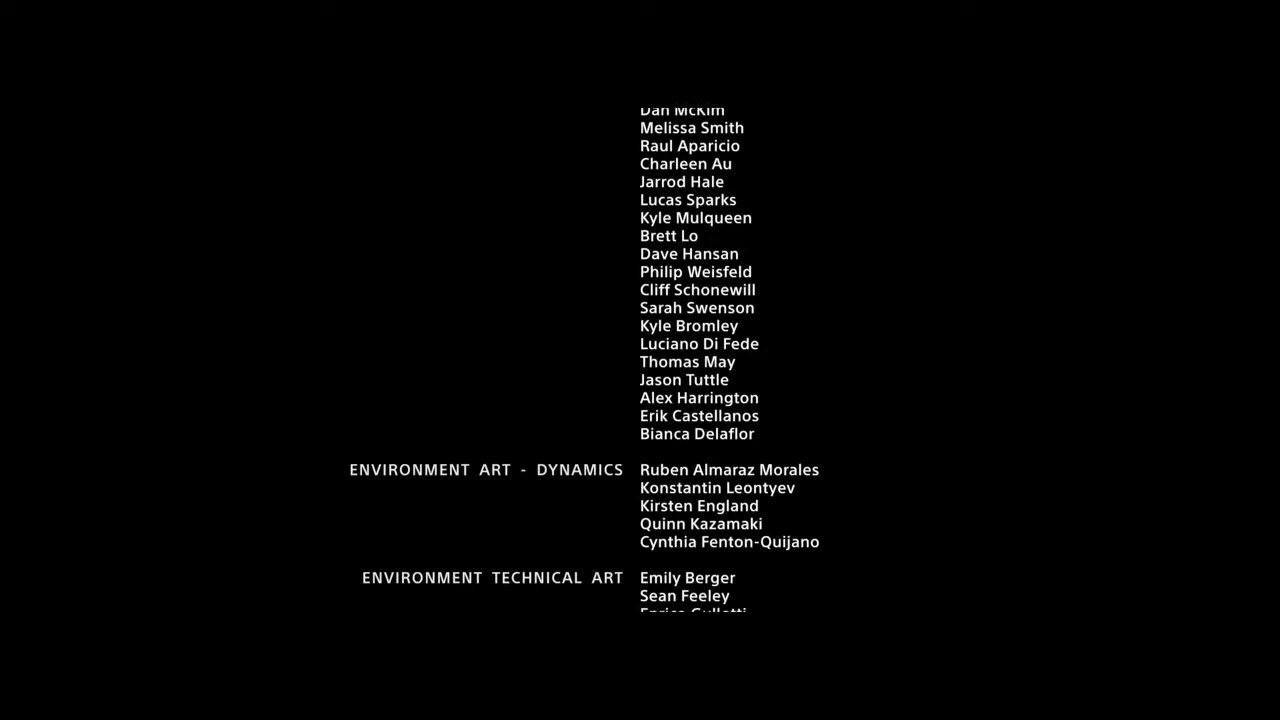 Dan McKim
Melissa Smith
Raul Aparicio
Charleen Au
Jarrod Hale
Lucas Sparks
Kyle Mulqueen
Brett Lo
Dave Hansan
Philip Weisfeld
Cliff Schonewill
Sarah Swenson
Kyle Bromley
Luciano Di Fede
Thomas May
Jason Tuttle
Alex Harrington
Erik Castellanos
Bianca Delaflor
ENVIRONMENT ART - DYNAMICS Ruben Almaraz Morales
Konstantin Leontyev
Kirsten England
Quinn Kazamaki
Cynthia Fenton-Quijano
ENVIRONMENT TECHNICAL ART Emily Berger
Sean Feeley